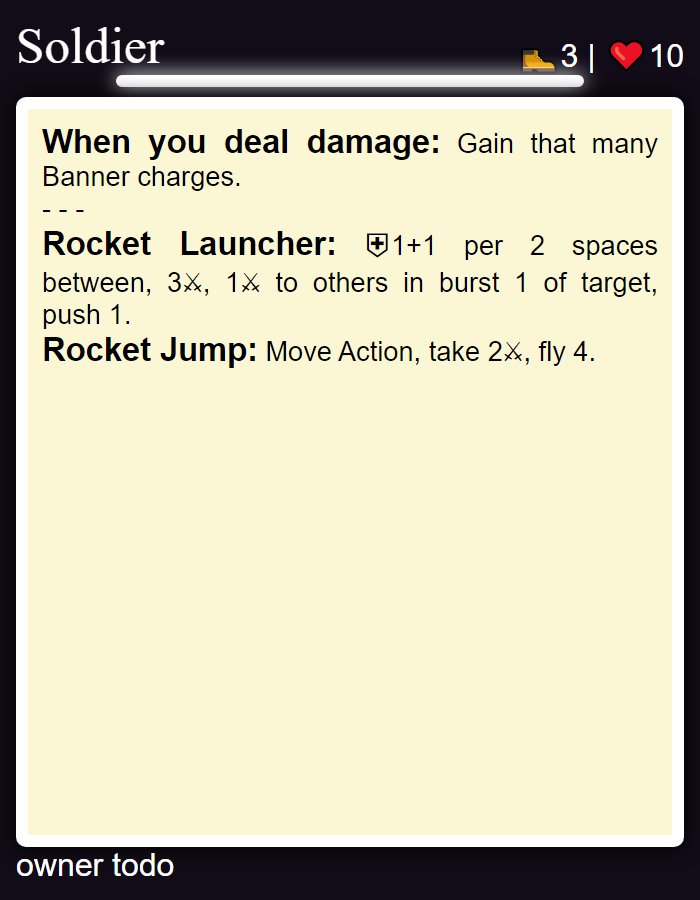 Soldier
🥾3 | ❤️10
When you deal damage: Gain that many
Banner charges.
- - -
Rocket Launcher: ⛨1+1 per 2 spaces
between, 3⚔, 1⚔ to others in burst 1 of target,
push 1.
Rocket Jump: Move Action, take 2⚔, fly 4.
owner todo